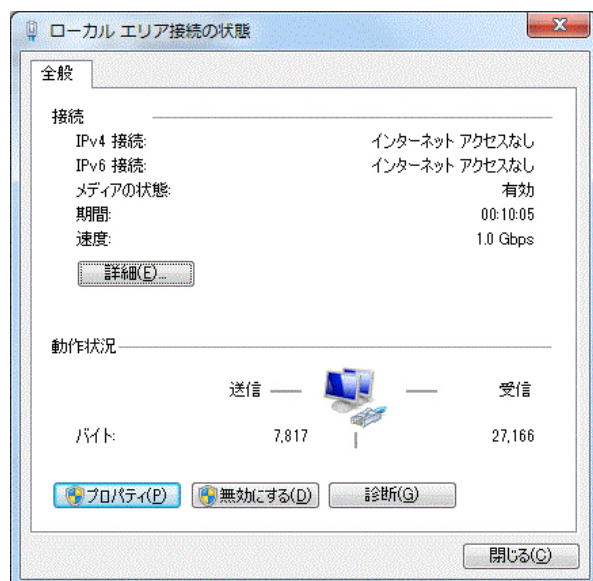 ローカル エリア接続の状態
全般
接続
IPv4 接続: インターネット アクセスなし
IPv6 接続: インターネット アクセスなし
メディアの状態: 有効
期間: 00:10:05
速度: 1.0 Gbps
詳細(E)...
動作状況
送信 受信
バイト: 7,817 27,166
プロパティ(P) 無効にする(D) 診断(G)
閉じる(C)